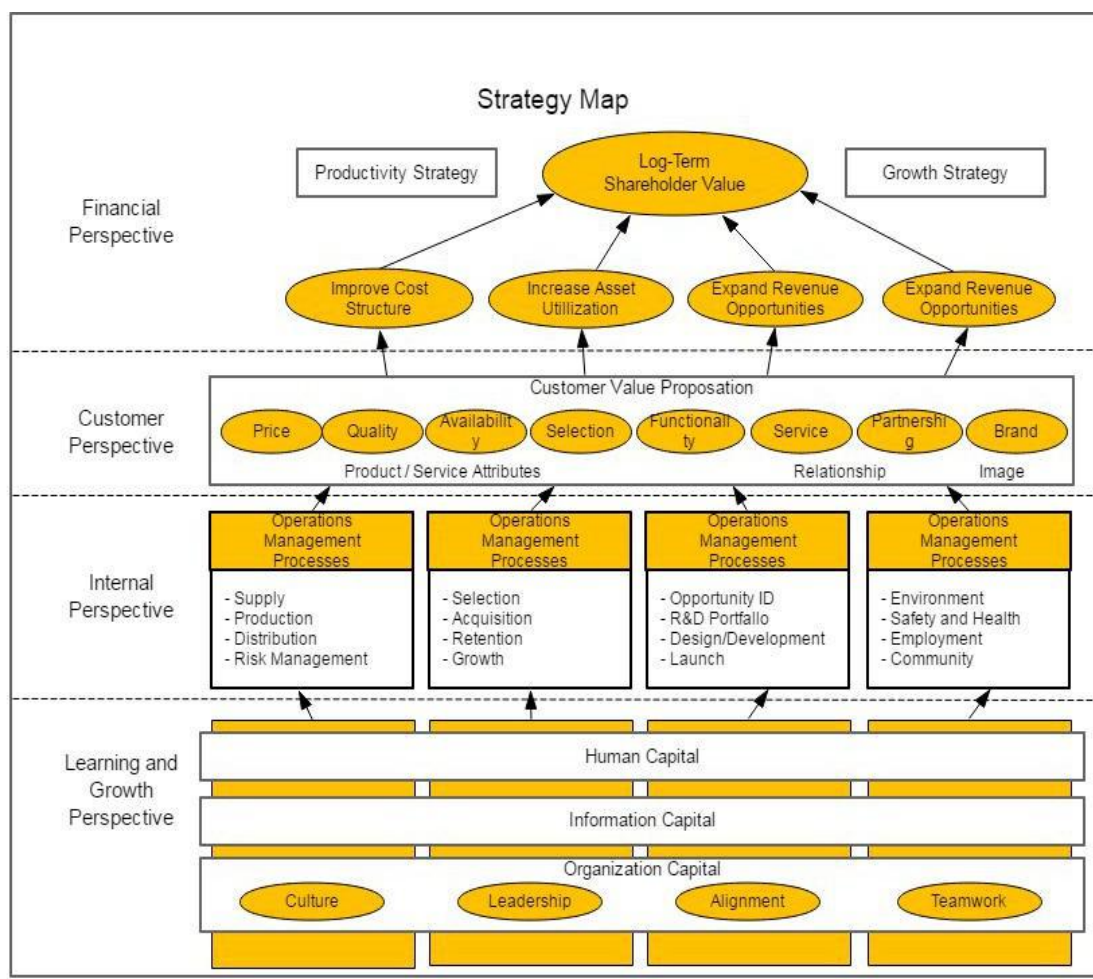 Strategy Map
Productivity Strategy
Log-Term
Shareholder Value
Growth Strategy
Financial
Perspective
Improve Cost
Structure
Increase Asset
Utillization
Expand Revenue
Opportunities
Expand Revenue
Opportunities
Customer
Perspective
Customer Value Proposation
Price
Quality
Availabilit
y
Selection
Functionali
ty
Service
Partnershi
g
Brand
Product / Service Attributes
Relationship
Image
Internal
Perspective
Operations
Management
Processes
- Supply
- Production
- Distribution
- Risk Management
Operations
Management
Processes
- Selection
- Acquisition
- Retention
- Growth
Operations
Management
Processes
- Opportunity ID
- R&D Portfallo
- Design/Development
- Launch
Operations
Management
Processes
- Environment
- Safety and Health
- Employment
- Community
Learning and
Growth
Perspective
Human Capital
Information Capital
Organization Capital
Culture
Leadership
Alignment
Teamwork